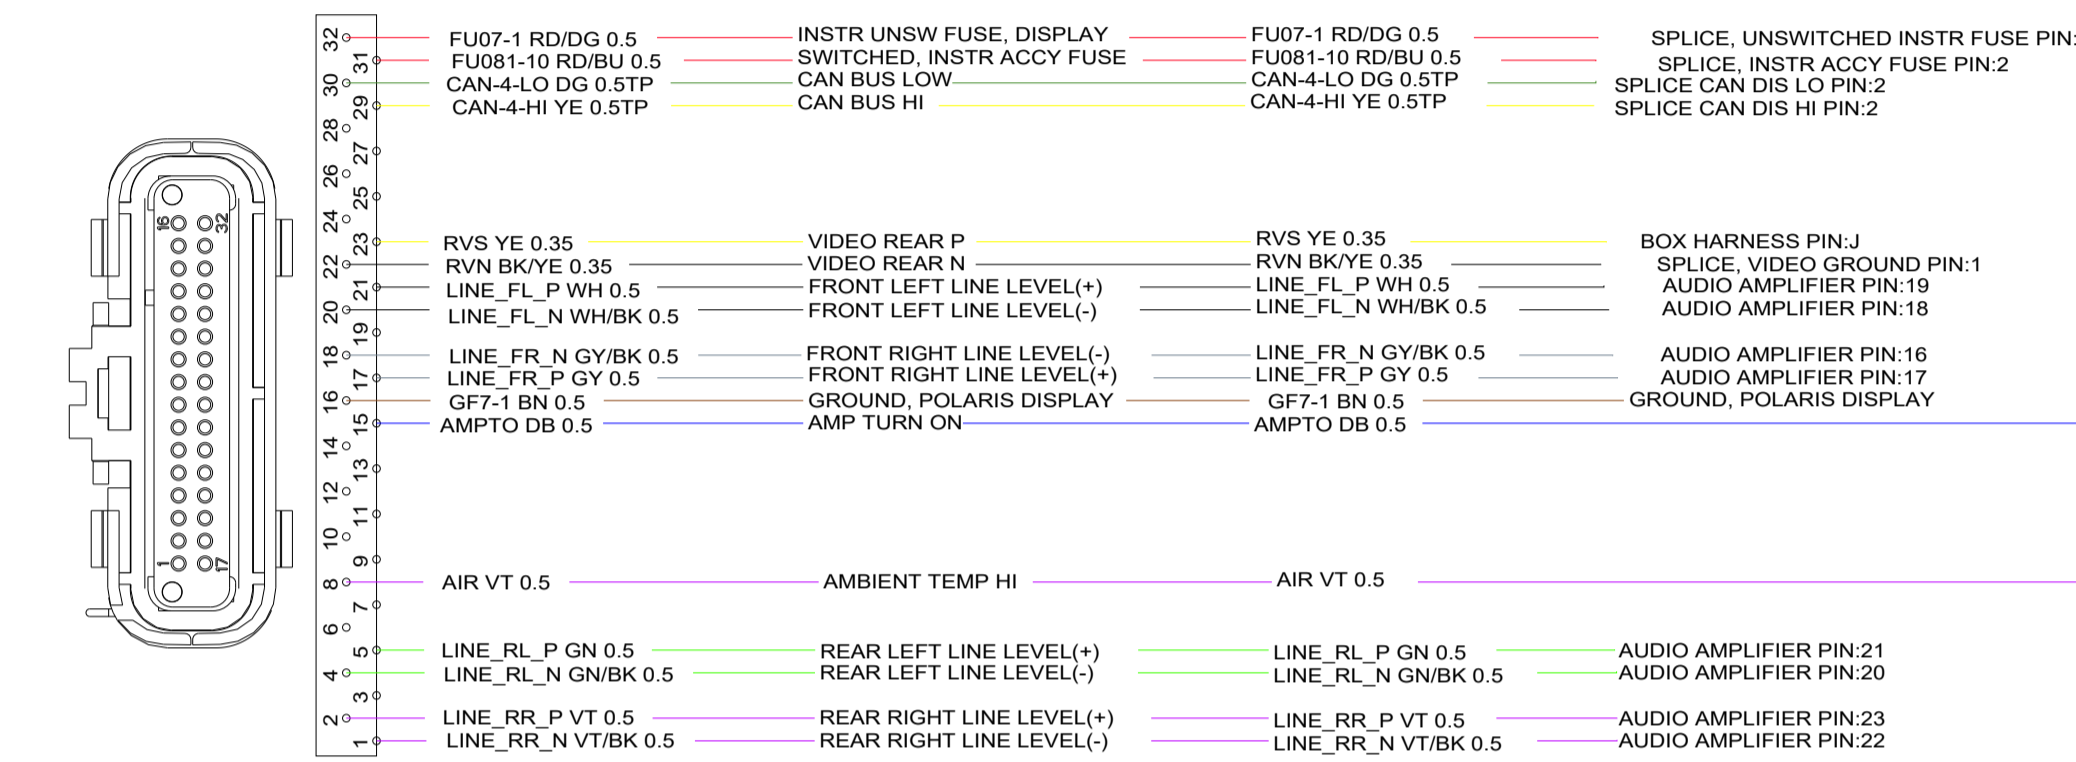 32 FU07-1 RD/DG 0.5 INSTR UNSW FUSE, DISPLAY FU07-1 RD/DG 0.5 SPLICE, UNSWITCHED INSTR FUSE PIN:
31 FU081-10 RD/BU 0.5 SWITCHED, INSTR ACCY FUSE FU081-10 RD/BU 0.5 SPLICE, INSTR ACCY FUSE PIN:2
30 CAN-4-LO DG 0.5TP CAN BUS LOW CAN-4-LO DG 0.5TP SPLICE CAN DIS LO PIN:2
29 CAN-4-HI YE 0.5TP CAN BUS HI CAN-4-HI YE 0.5TP SPLICE CAN DIS HI PIN:2
28
27
26
25
24
16 32
23 RVS YE 0.35 VIDEO REAR P RVS YE 0.35 BOX HARNESS PIN:J
22 RVN BK/YE 0.35 VIDEO REAR N RVN BK/YE 0.35 SPLICE, VIDEO GROUND PIN:1
21 LINE_FL_P WH 0.5 FRONT LEFT LINE LEVEL(+) LINE_FL_P WH 0.5 AUDIO AMPLIFIER PIN:19
20 LINE_FL_N WH/BK 0.5 FRONT LEFT LINE LEVEL(-) LINE_FL_N WH/BK 0.5 AUDIO AMPLIFIER PIN:18
19
18 LINE_FR_N GY/BK 0.5 FRONT RIGHT LINE LEVEL(-) LINE_FR_N GY/BK 0.5 AUDIO AMPLIFIER PIN:16
17 LINE_FR_P GY 0.5 FRONT RIGHT LINE LEVEL(+) LINE_FR_P GY 0.5 AUDIO AMPLIFIER PIN:17
16 GF7-1 BN 0.5 GROUND, POLARIS DISPLAY GF7-1 BN 0.5 GROUND, POLARIS DISPLAY
15 AMPTO DB 0.5 AMP TURN ON AMPTO DB 0.5
14
13
12
11
10
9
1 17
8 AIR VT 0.5 AMBIENT TEMP HI AIR VT 0.5
7
6
5 LINE_RL_P GN 0.5 REAR LEFT LINE LEVEL(+) LINE_RL_P GN 0.5 AUDIO AMPLIFIER PIN:21
4 LINE_RL_N GN/BK 0.5 REAR LEFT LINE LEVEL(-) LINE_RL_N GN/BK 0.5 AUDIO AMPLIFIER PIN:20
3
2 LINE_RR_P VT 0.5 REAR RIGHT LINE LEVEL(+) LINE_RR_P VT 0.5 AUDIO AMPLIFIER PIN:23
1 LINE_RR_N VT/BK 0.5 REAR RIGHT LINE LEVEL(-) LINE_RR_N VT/BK 0.5 AUDIO AMPLIFIER PIN:22